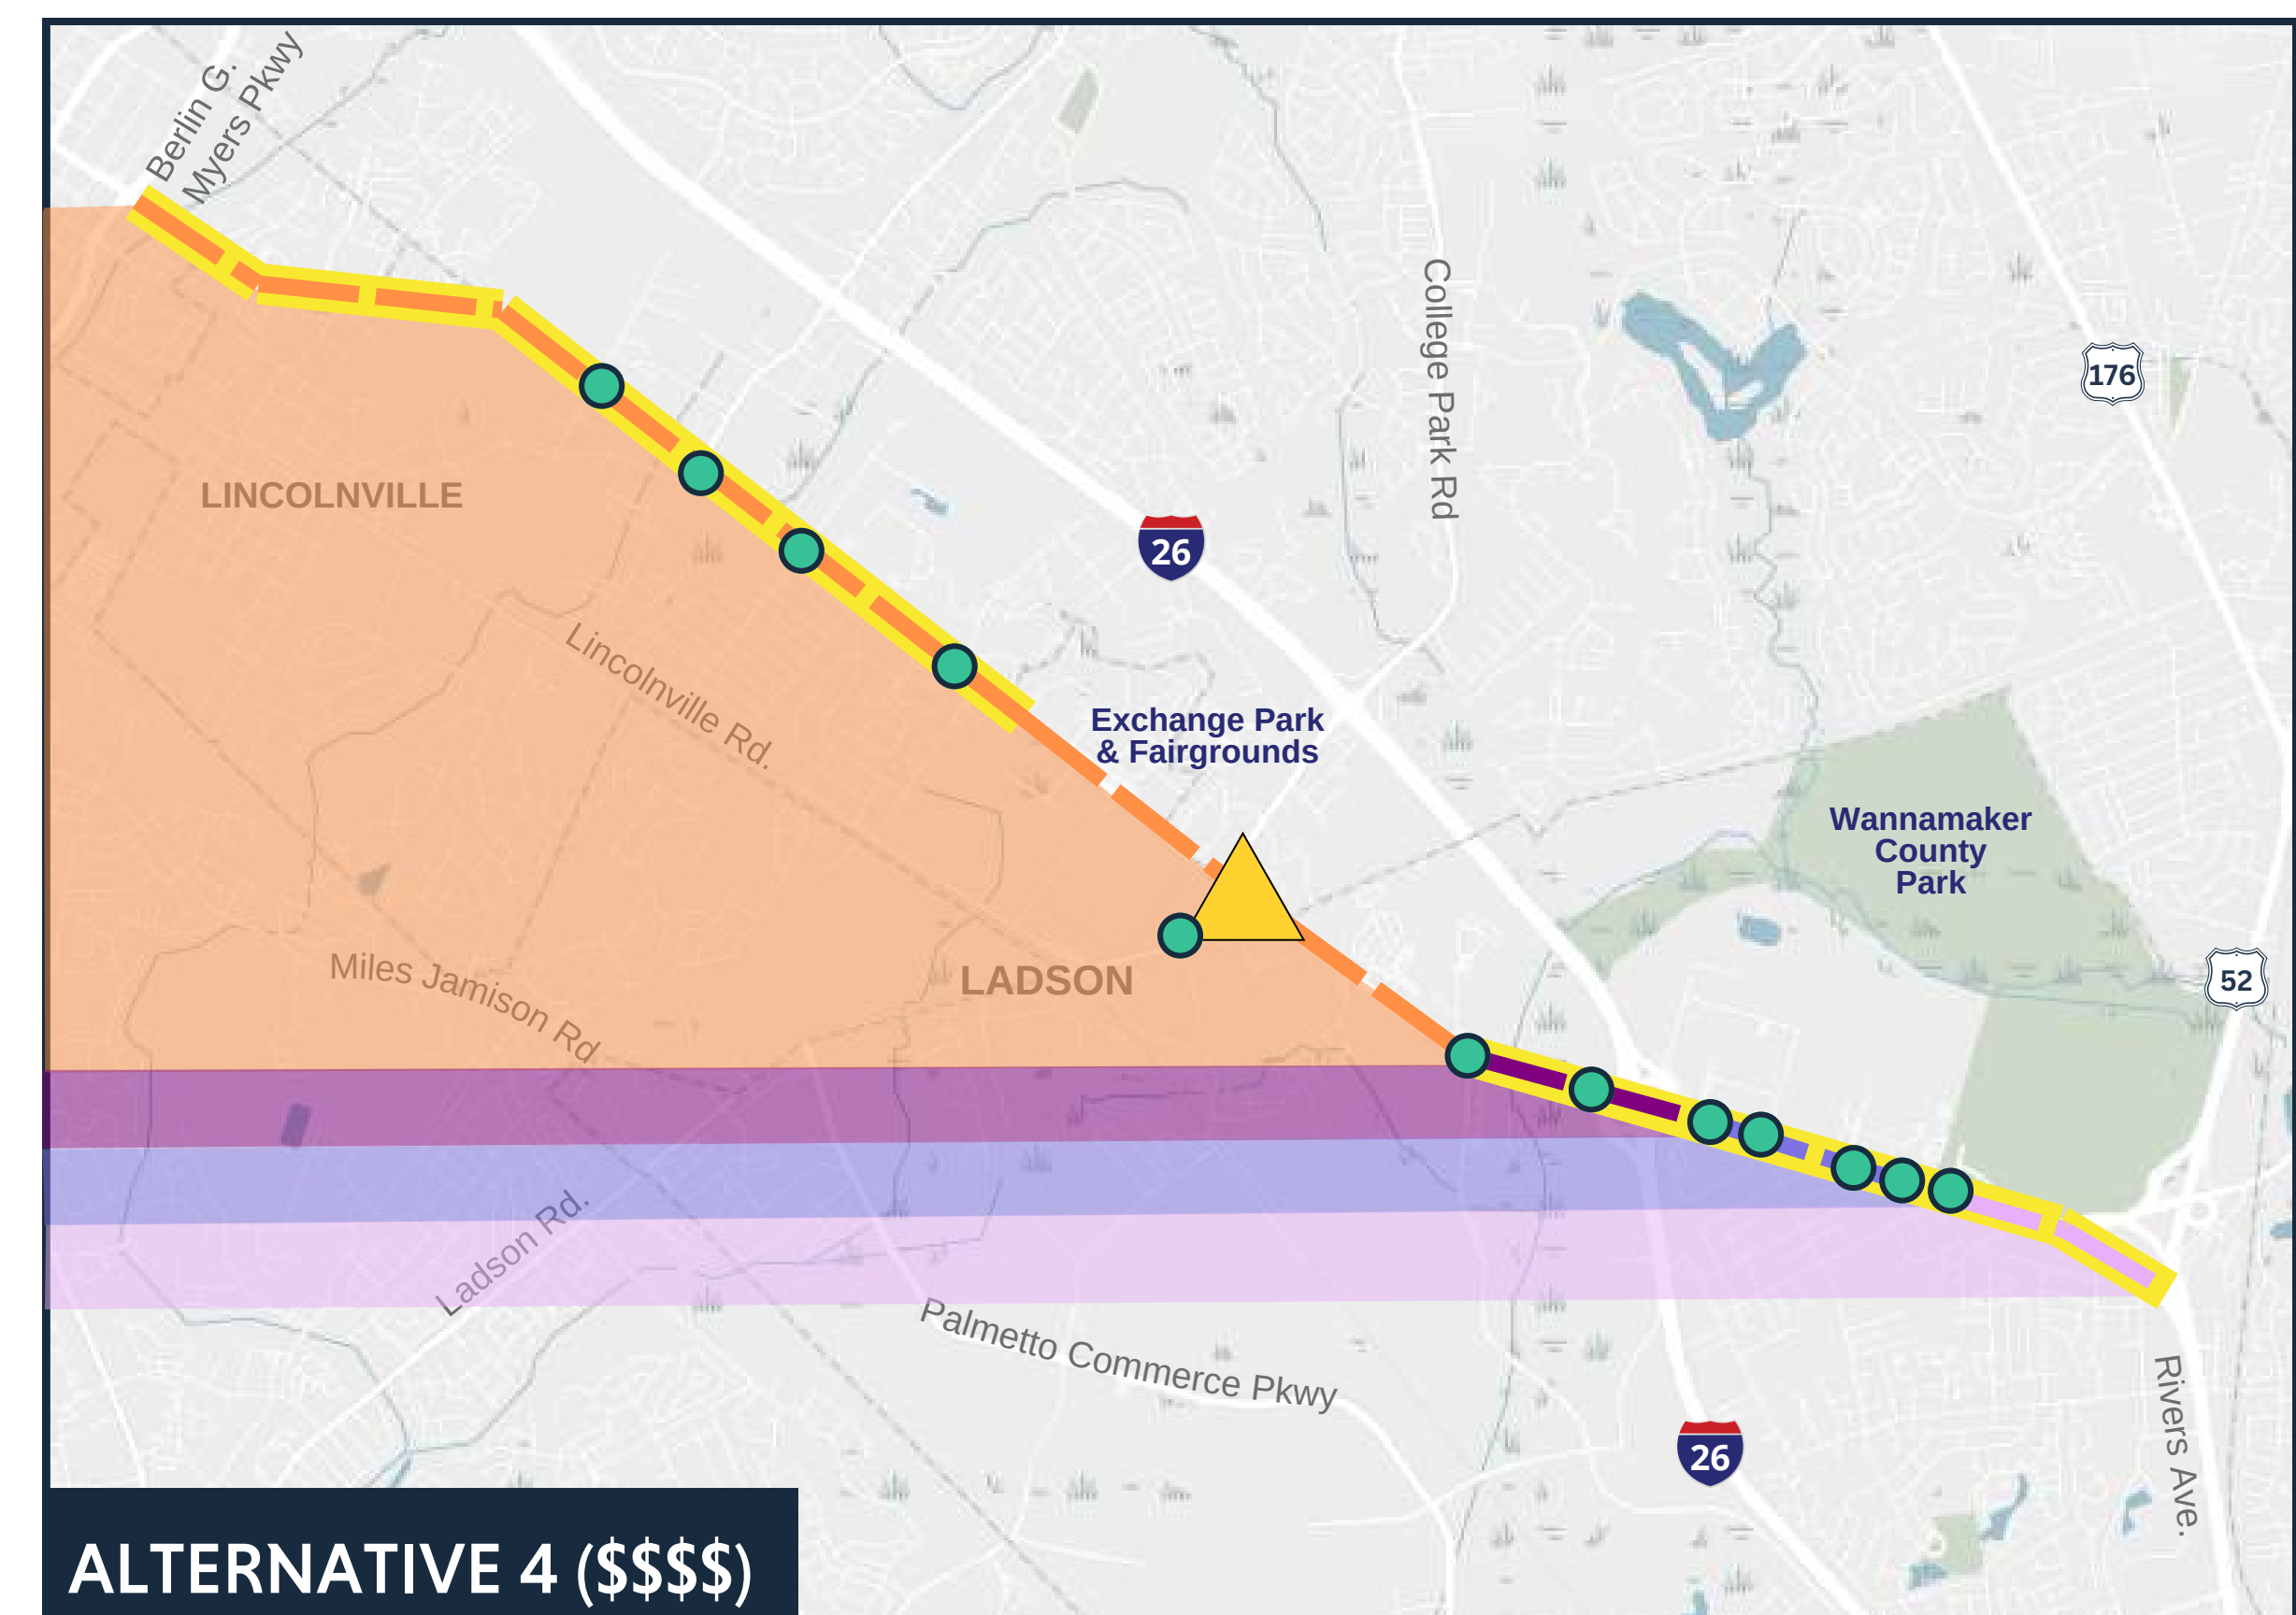 Berlin G.
Myers Pkwy
College Park Rd
176
LINCOLNVILLE
26
Lincolnville Rd.
Exchange Park
& Fairgrounds
Wannamaker
County
Park
Miles Jamison Rd
LADSON
52
Ladson Rd.
Palmetto Commerce Pkwy
Rivers Ave.
26
ALTERNATIVE 4 ($$$$)